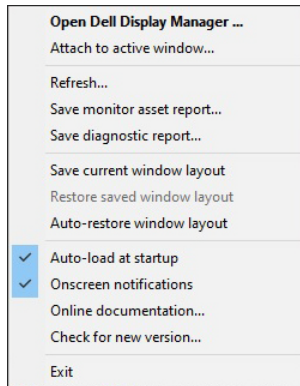 Open Dell Display Manager ...
Attach to active window...
Refresh...
Save monitor asset report...
Save diagnostic report...
Save current window layout
Restore saved window layout
Auto-restore window layout
Auto-load at startup
Onscreen notifications
Online documentation...
Check for new version...
Exit